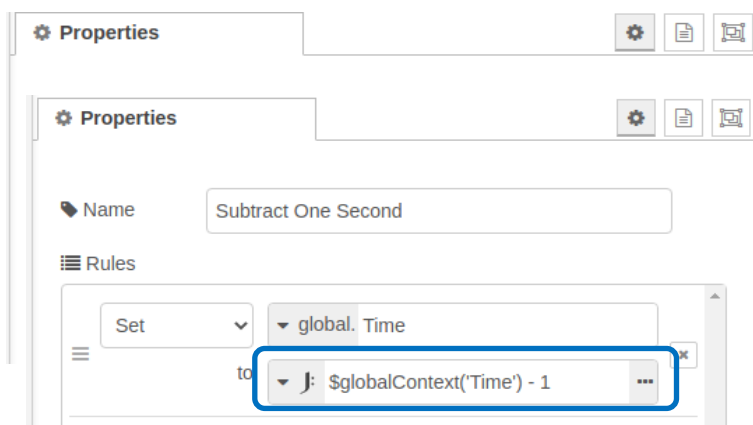 Properties
Properties
Name
Subtract One Second
Rules
Set
global. Time
to
J: $globalContext('Time') - 1